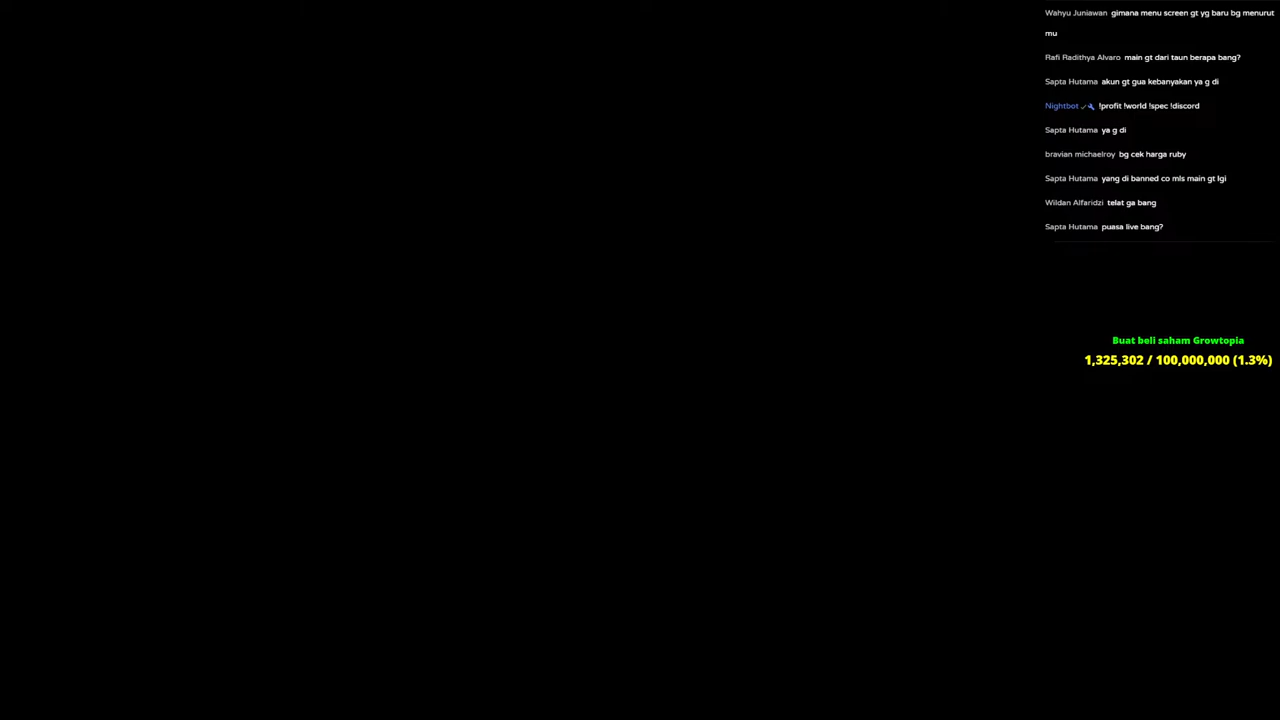 Wahyu Juniawan gimana menu screen gt yg baru bg menurut
mu
Rafi Radithya Alvaro main gt dari taun berapa bang?
Sapta Hutama akun gt gua kebanyakan ya g di
Nightbot !profit !world !spec !discord
Sapta Hutama ya g di
bravian michaelroy bg cek harga ruby
Sapta Hutama yang di banned co mls main gt lgi
Wildan Alfaridzi telat ga bang
Sapta Hutama puasa live bang?
Buat beli saham Growtopia
1,325,302 / 100,000,000 (1.3%)